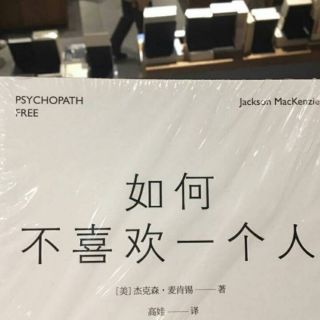 PSYCHOPATH
FREE
Jackson MacKenzie
如何
不喜欢一个人
[美]杰克森·麦肯锡——著
高娃——译